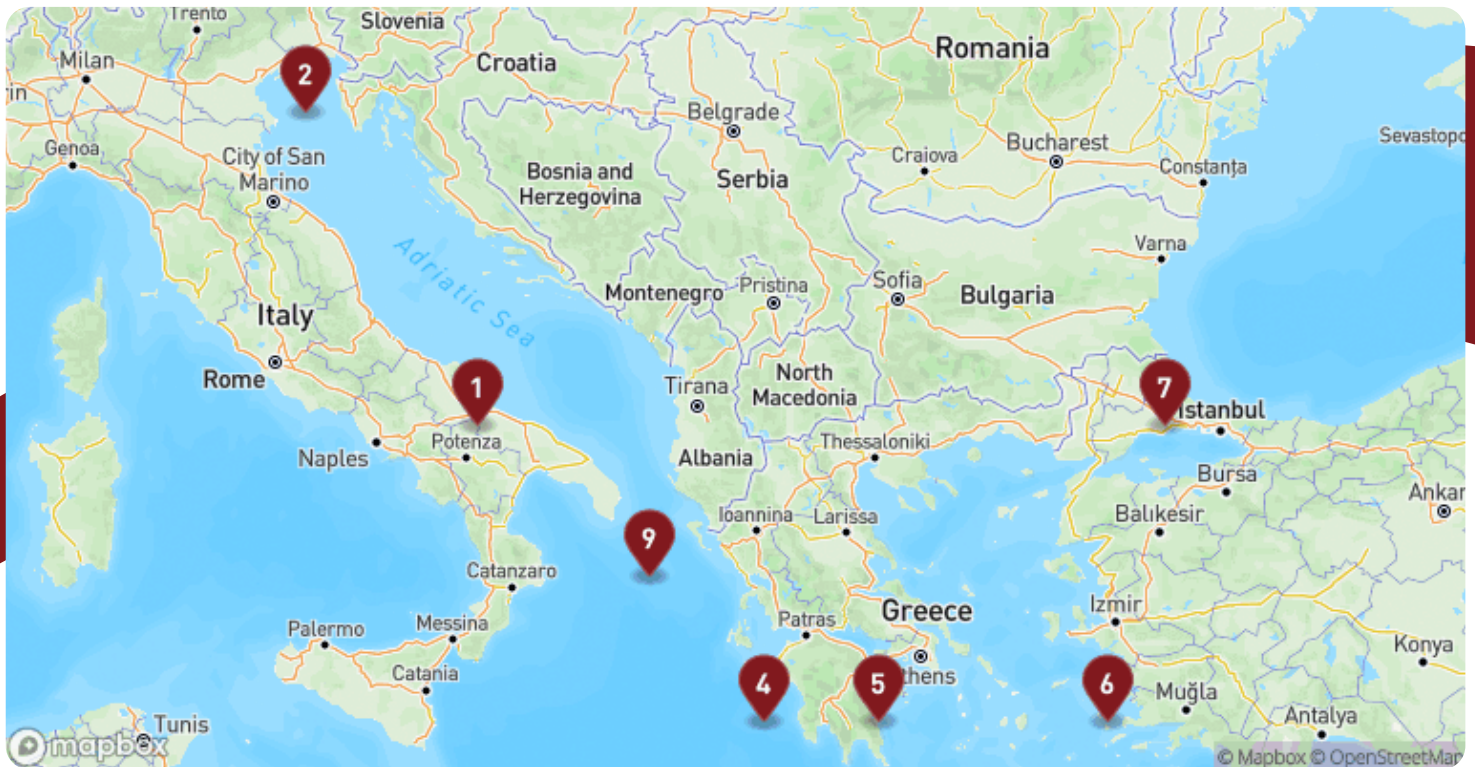 Trento
Slovenia
Milan
Croatia
Romania
rin
2
Belgrade
Genoa
City of San
Marino
Bosnia and
Herzegovina
Serbia
Craiova
Bucharest
Constanța
Sevastopo
Adriatic Sea
Montenegro
Pristina
Sofia
Bulgaria
Varna
Italy
Rome
1
Tirana
North
Macedonia
7
Istanbul
Naples
Potenza
Albania
Thessaloniki
Bursa
Ankar
Balıkesir
9
Ioannina
Larissa
Catanzaro
Greece
Izmir
Palermo
Messina
Patras
Konya
Catania
4
5
thens
6
Muğla
Tunis
Antalya
mapbox
© Mapbox © OpenStreetMap